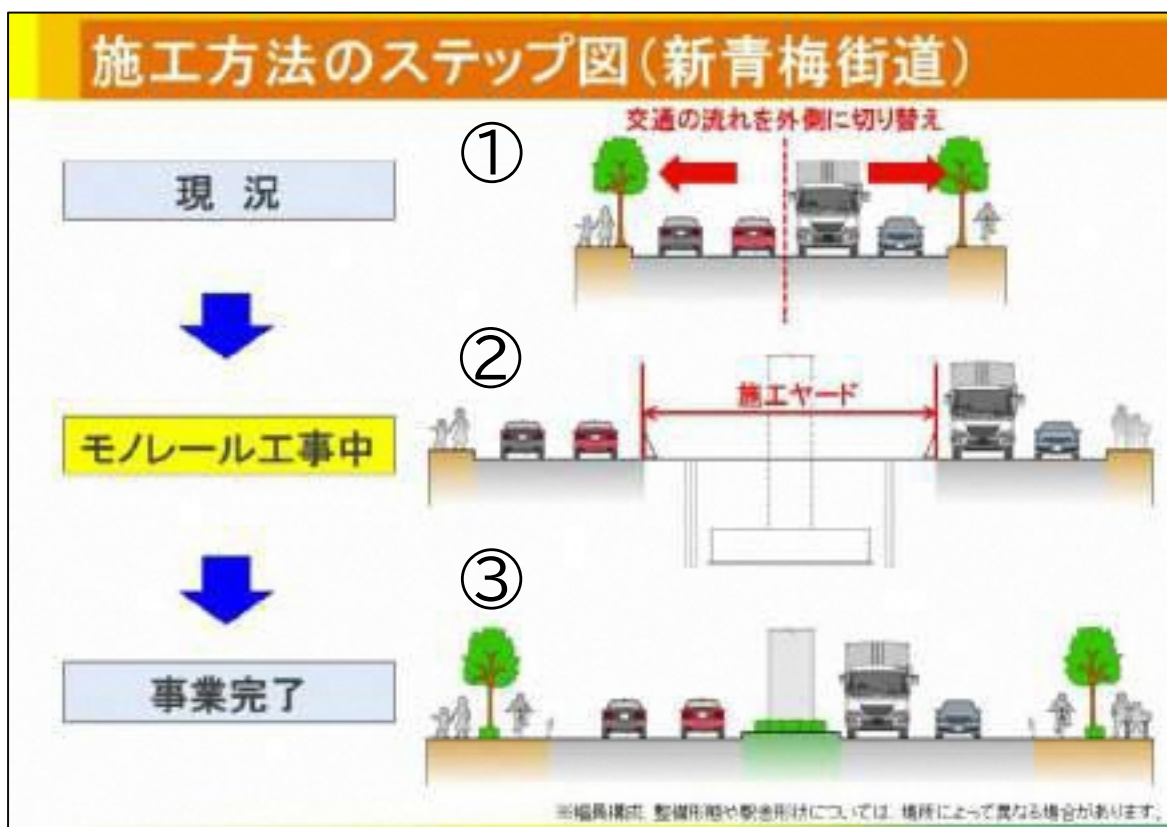 施工方法のステップ図(新青梅街道)
①
交通の流れを外側に切り替え
現 況
②
施工ヤード
モノレール工事中
③
事業完了
※幅員構成、整備形態や駅舎形状については、場所によって異なる場合があります。